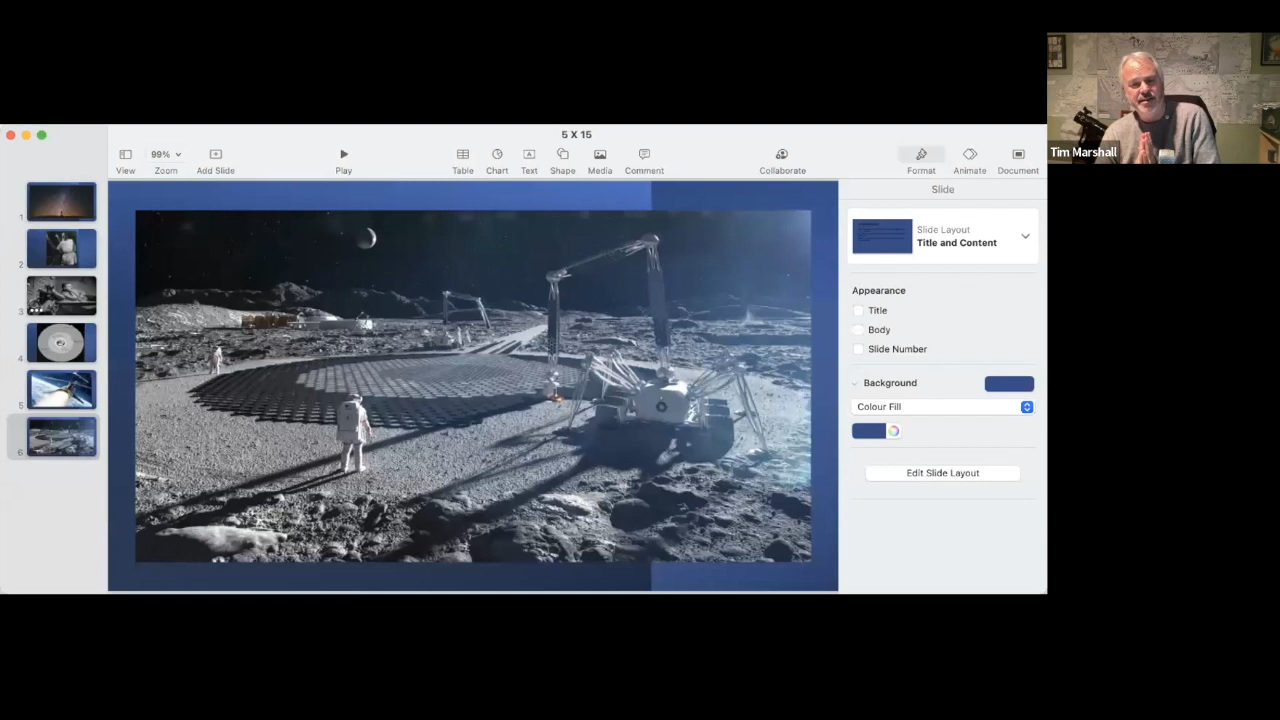 5 X 15
99%
View
Zoom
Add Slide
Play
Table
Chart
Text
Shape
Media
Comment
Collaborate
Format
Animate
Document
Tim Marshall
Slide
1
2
3
4
5
6
Slide Layout
Title and Content
Appearance
Title
Body
Slide Number
Background
Colour Fill
Edit Slide Layout